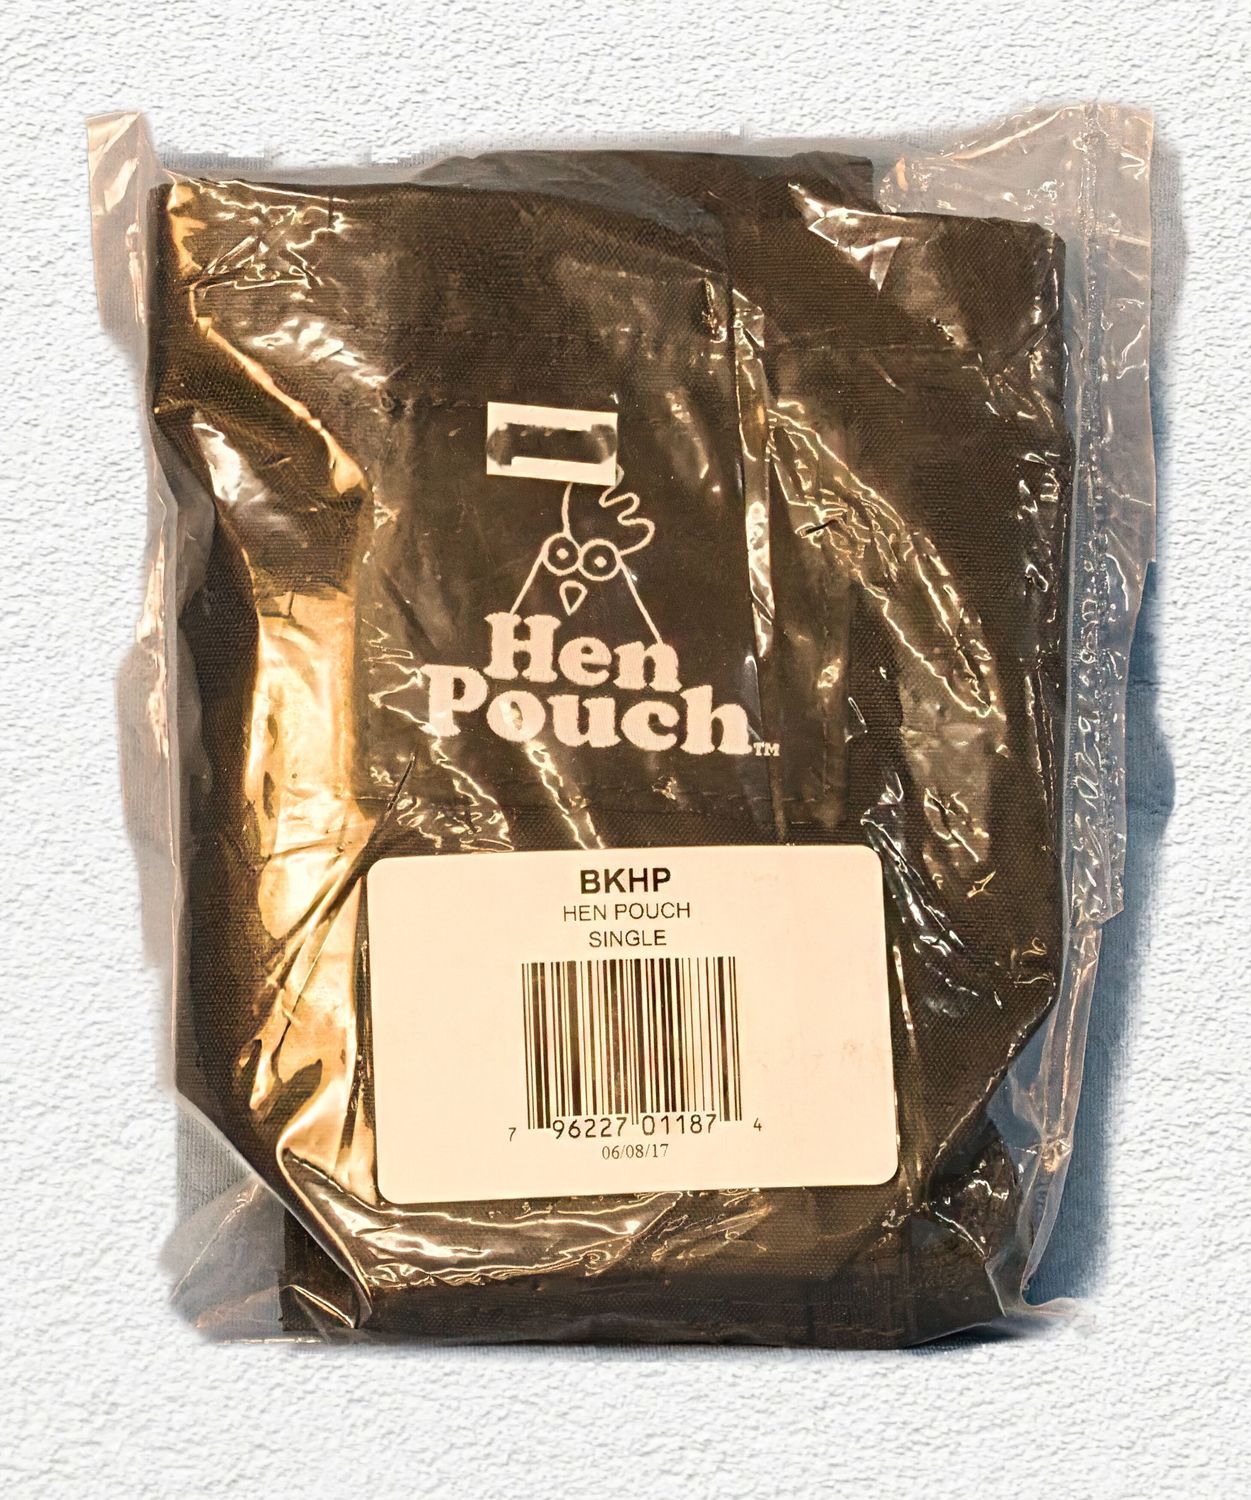 Hen
Pouch™
BKHP
HEN POUCH
SINGLE
7 96227 01187 4
06/08/17